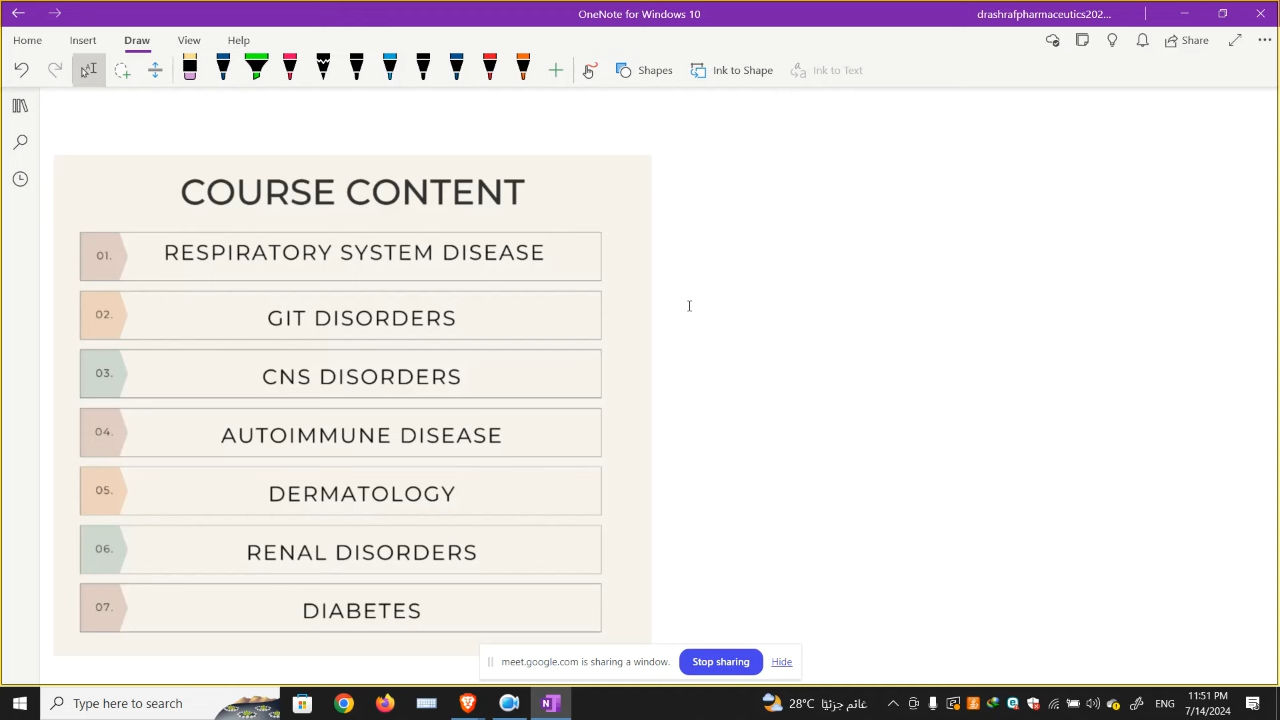 OneNote for Windows 10
drashrafpharmaceutics202...
Home
Insert
Draw
View
Help
Share
Shapes
Ink to Shape
Ink to Text
COURSE CONTENT
01.
RESPIRATORY SYSTEM DISEASE
02.
GIT DISORDERS
03.
CNS DISORDERS
04.
AUTOIMMUNE DISEASE
05.
DERMATOLOGY
06.
RENAL DISORDERS
07.
DIABETES
meet.google.com is sharing a window.
Stop sharing
Hide
Type here to search
28°C غائم جزئيًا
ENG
11:51 PM
7/14/2024